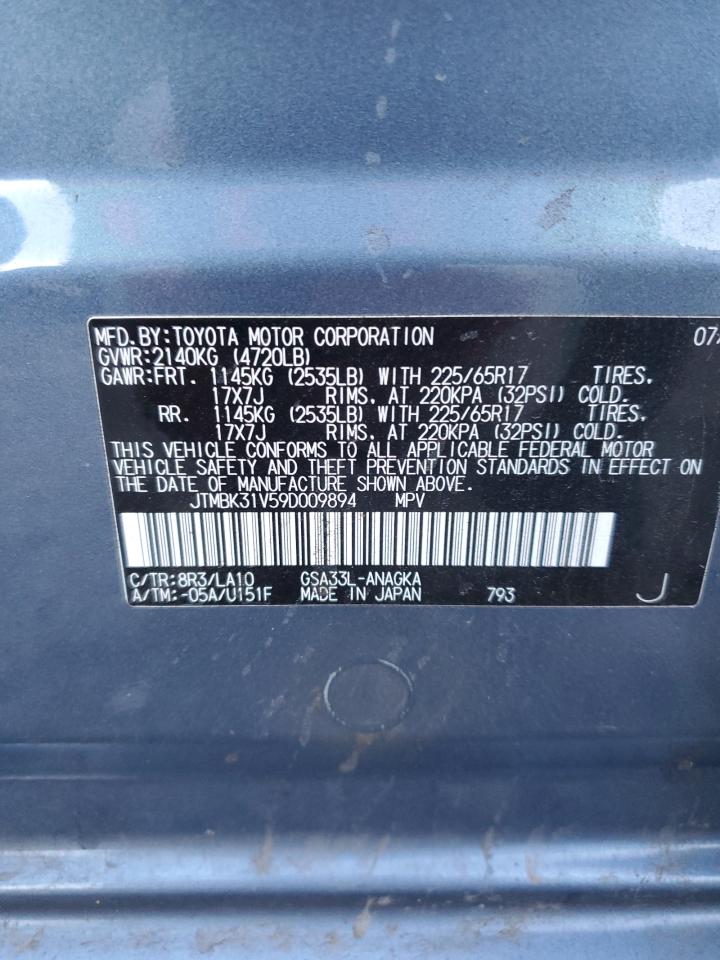 MFD.BY:TOYOTA MOTOR CORPORATION 07
GVWR:2140KG (4720LB)
GAWR:FRT. 1145KG (2535LB) WITH 225/65R17 TIRES,
17X7J RIMS, AT 220KPA (32PSI) COLD.
RR. 1145KG (2535LB) WITH 225/65R17 TIRES,
17X7J RIMS, AT 220KPA (32PSI) COLD.
THIS VEHICLE CONFORMS TO ALL APPLICABLE FEDERAL MOTOR
VEHICLE SAFETY AND THEFT PREVENTION STANDARDS IN EFFECT ON
THE DATE OF MANUFACTURE SHOWN ABOVE.
JTMBK31V59D009894 MPV
C/TR:8R3/LA10 GSA33L-ANAGKA
A/TM:-05A/U151F MADE IN JAPAN 793 J